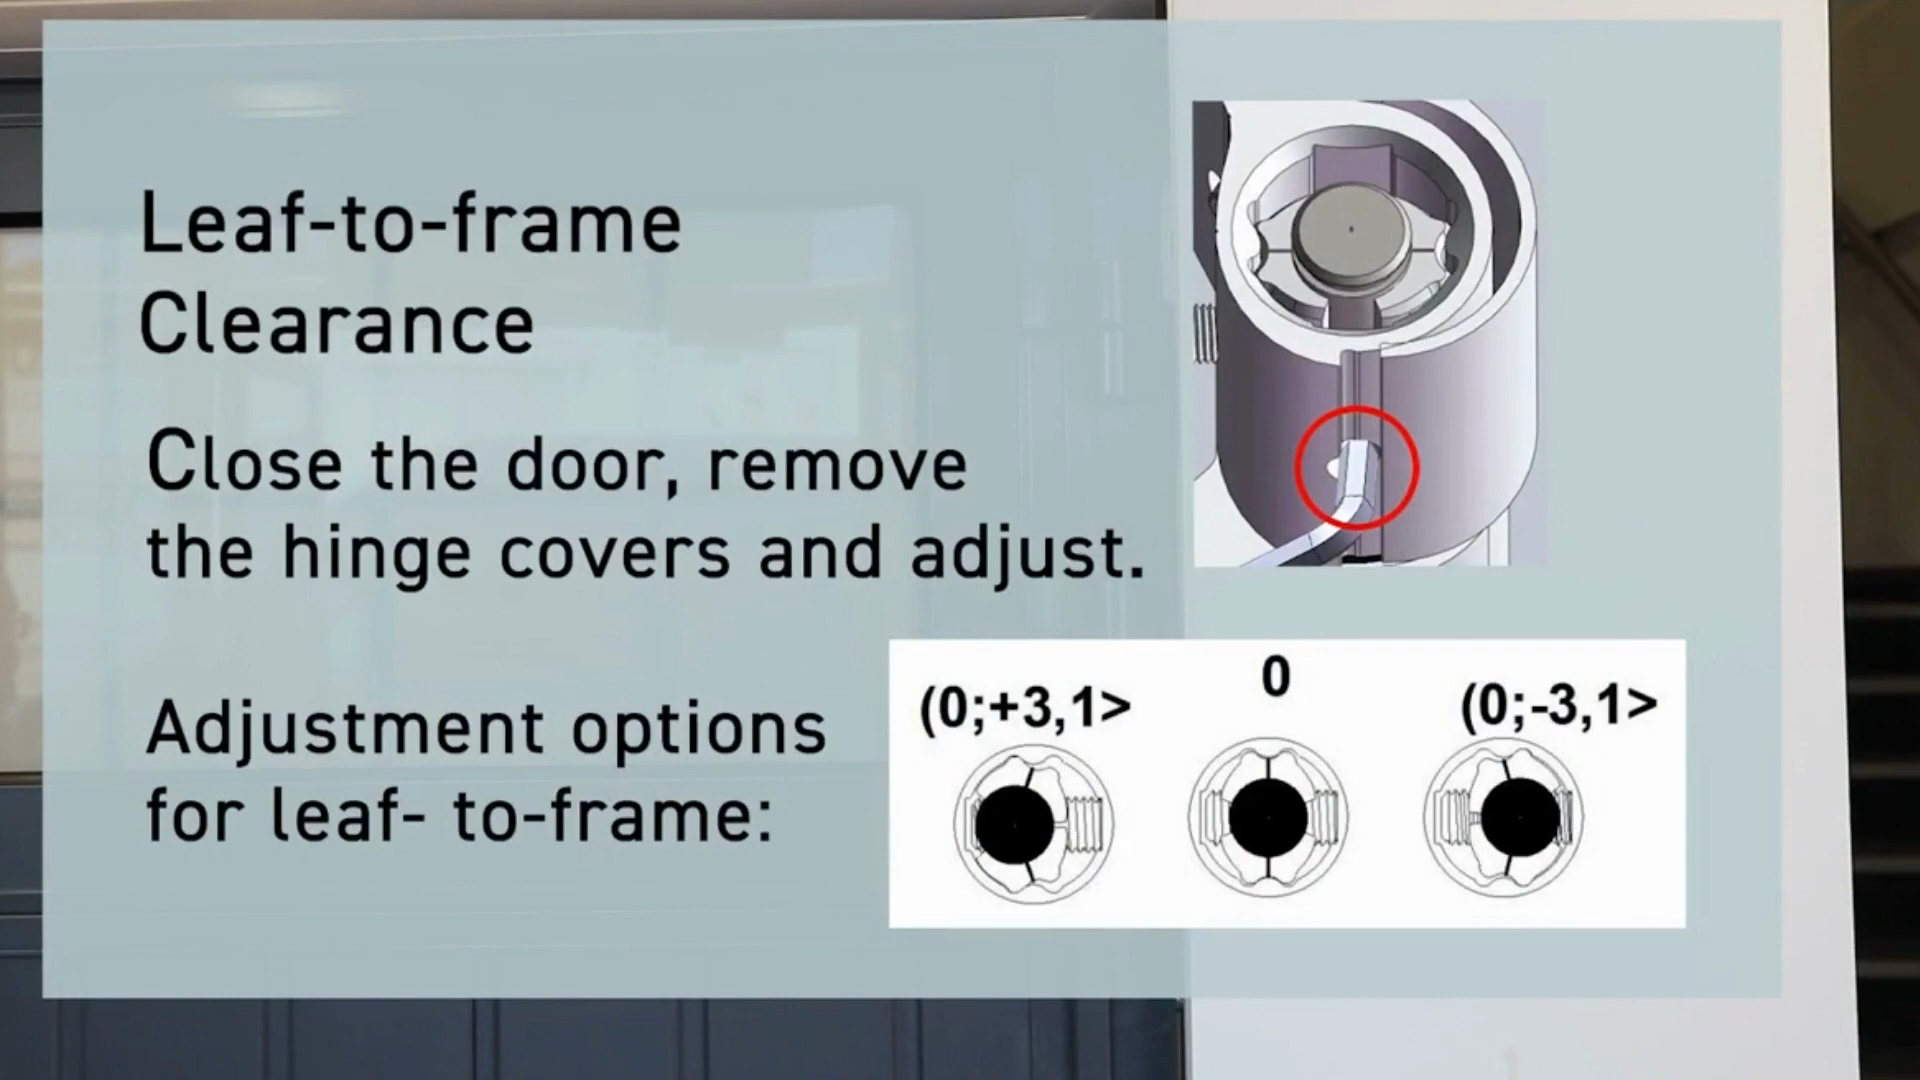 Leaf-to-frame
Clearance
Close the door, remove
the hinge covers and adjust.
Adjustment options
for leaf- to-frame:
(0;+3,1>
0
(0;-3,1>